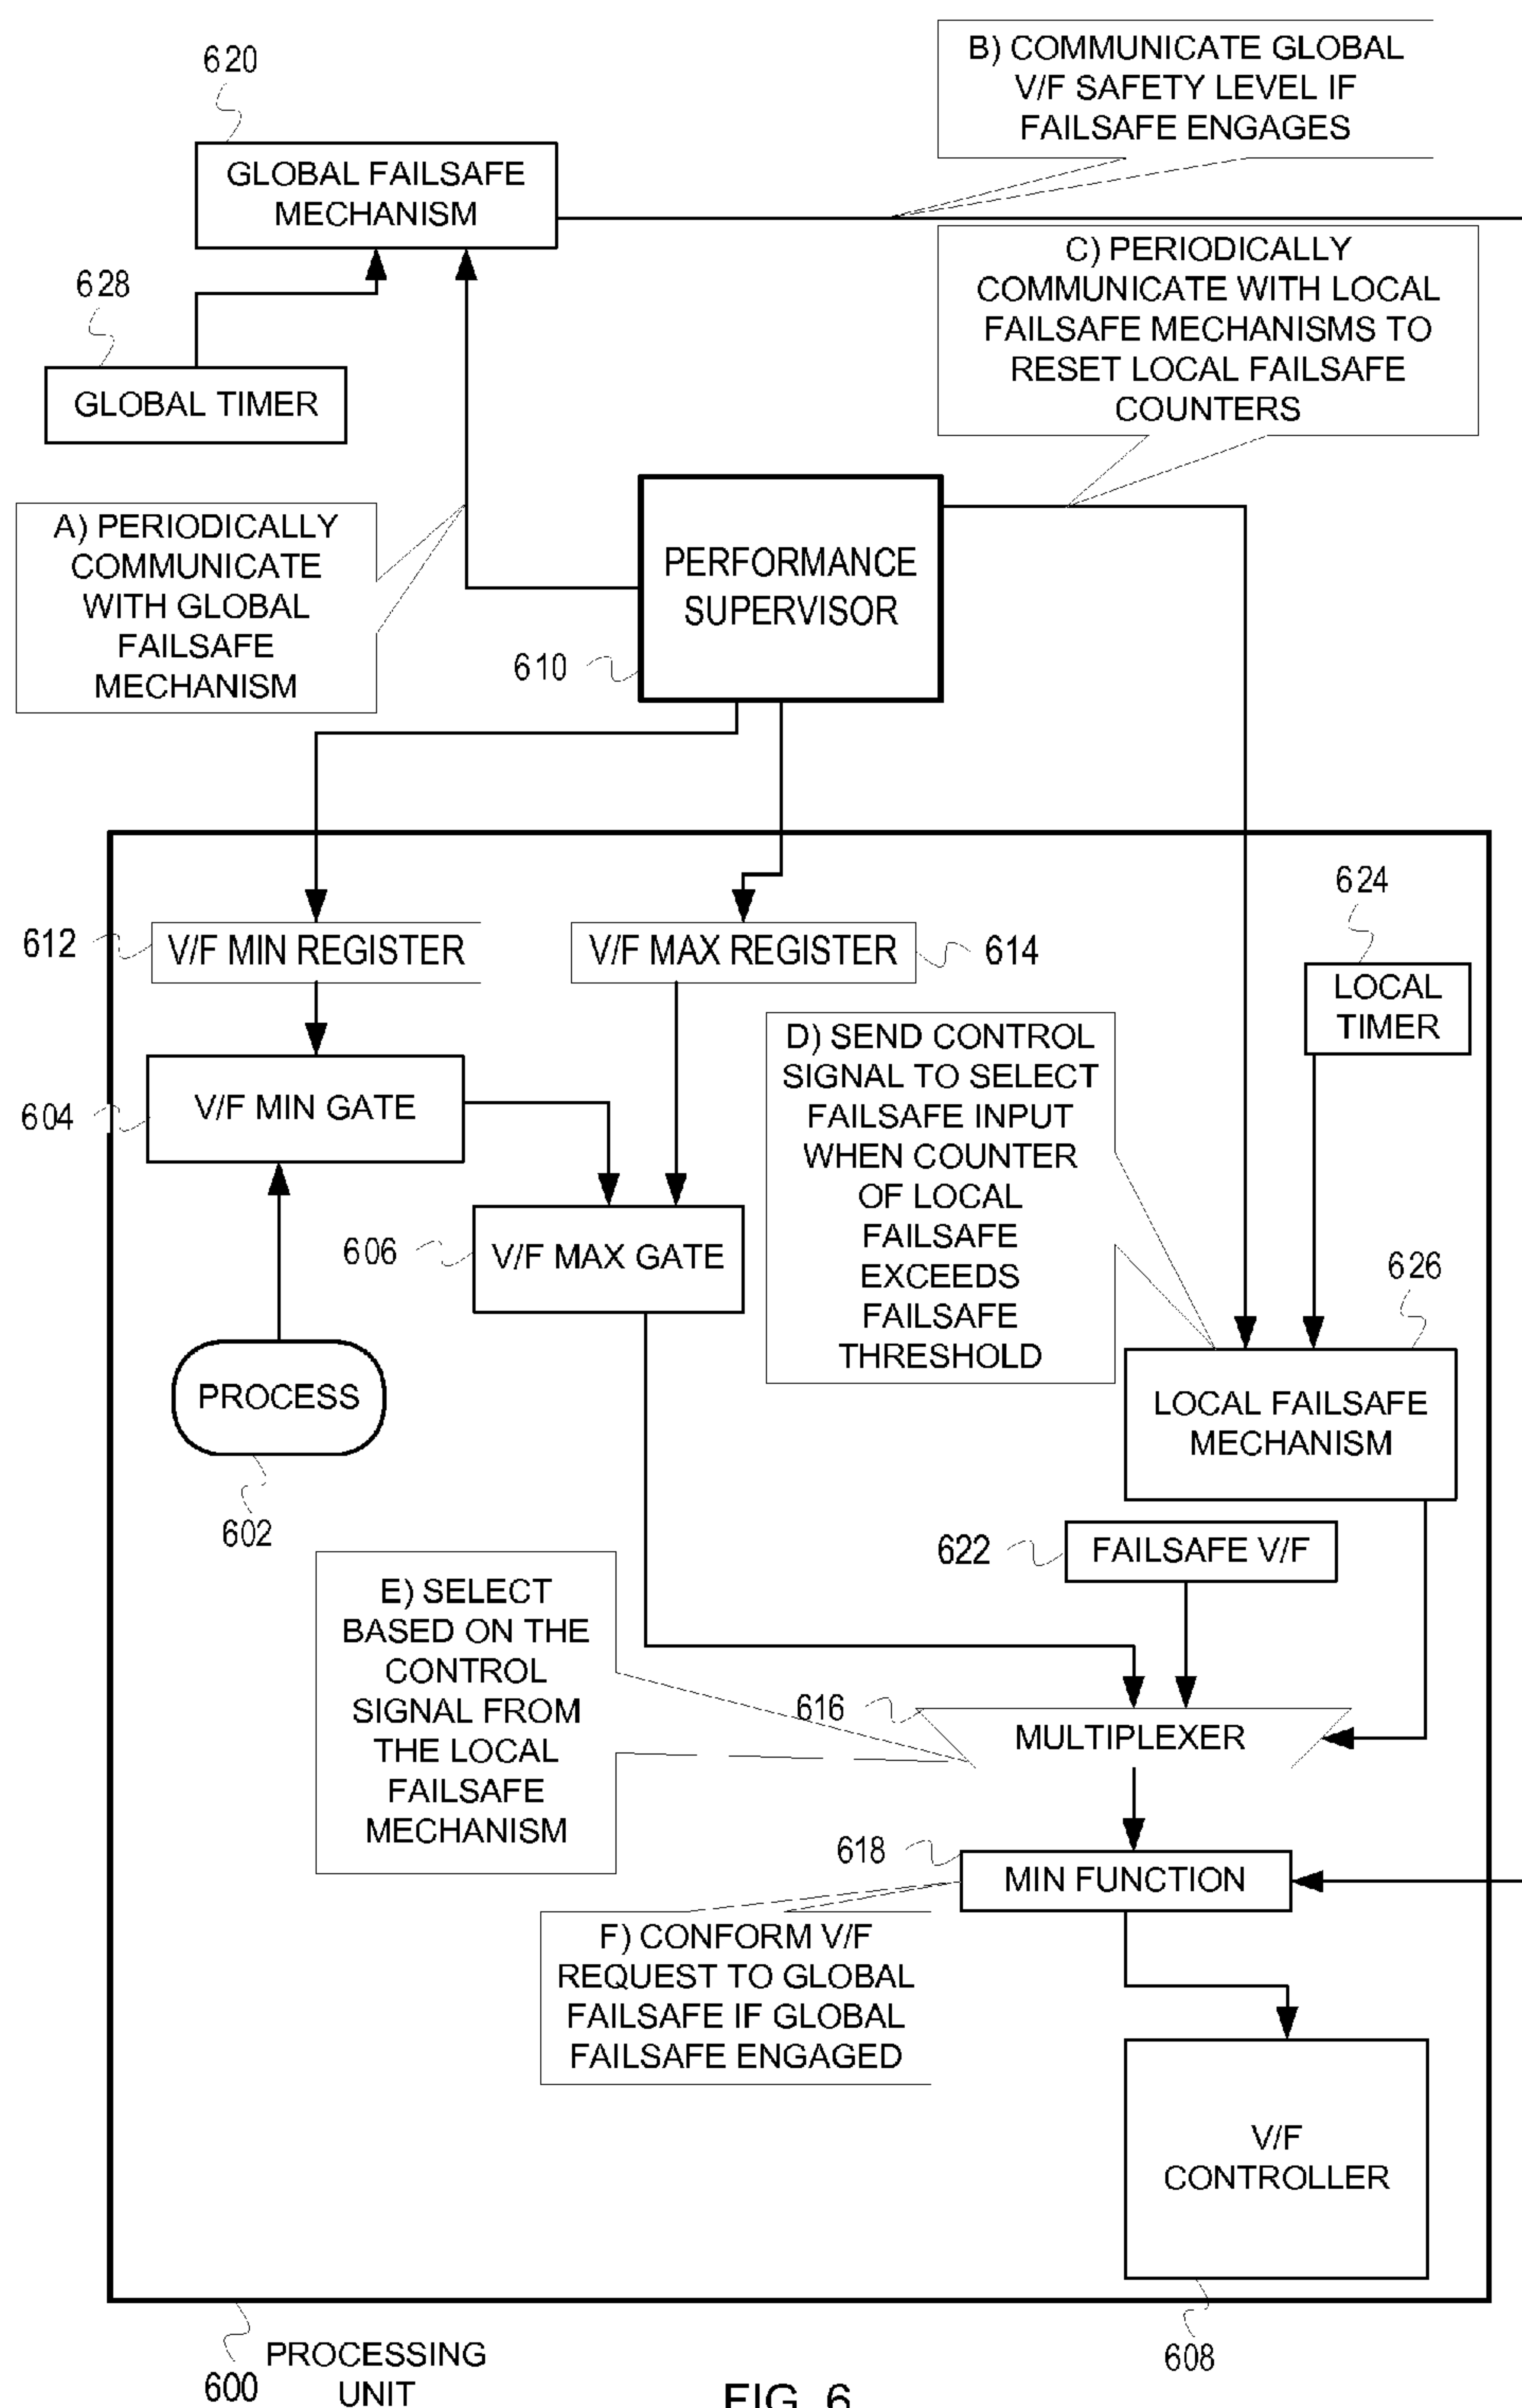 620
B) COMMUNICATE GLOBAL
V/F SAFETY LEVEL IF
FAILSAFE ENGAGES
GLOBAL FAILSAFE
MECHANISM
628
GLOBAL TIMER
C) PERIODICALLY
COMMUNICATE WITH LOCAL
FAILSAFE MECHANISMS TO
RESET LOCAL FAILSAFE
COUNTERS
A) PERIODICALLY
COMMUNICATE
WITH GLOBAL
FAILSAFE
MECHANISM
PERFORMANCE
SUPERVISOR
610
612
V/F MIN REGISTER
V/F MAX REGISTER
614
624
LOCAL
TIMER
604
V/F MIN GATE
606
V/F MAX GATE
D) SEND CONTROL
SIGNAL TO SELECT
FAILSAFE INPUT
WHEN COUNTER
OF LOCAL
FAILSAFE
EXCEEDS
FAILSAFE
THRESHOLD
626
LOCAL FAILSAFE
MECHANISM
PROCESS
602
622
FAILSAFE V/F
E) SELECT
BASED ON THE
CONTROL
SIGNAL FROM
THE LOCAL
FAILSAFE
MECHANISM
616
MULTIPLEXER
618
MIN FUNCTION
F) CONFORM V/F
REQUEST TO GLOBAL
FAILSAFE IF GLOBAL
FAILSAFE ENGAGED
V/F
CONTROLLER
608
600
PROCESSING
UNIT
FIG. 6